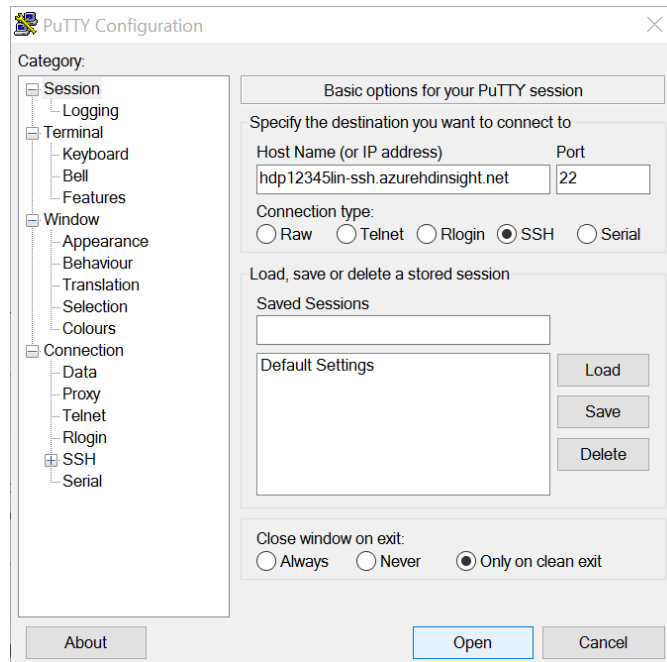 PuTTY Configuration
Category:
Session
Logging
Terminal
Keyboard
Bell
Features
Window
Appearance
Behaviour
Translation
Selection
Colours
Connection
Data
Proxy
Telnet
Rlogin
SSH
Serial
Basic options for your PuTTY session
Specify the destination you want to connect to
Host Name (or IP address) Port
hdp12345lin-ssh.azurehdinsight.net 22
Connection type:
Raw Telnet Rlogin SSH Serial
Load, save or delete a stored session
Saved Sessions
Default Settings
Load
Save
Delete
Close window on exit:
Always Never Only on clean exit
About Open Cancel